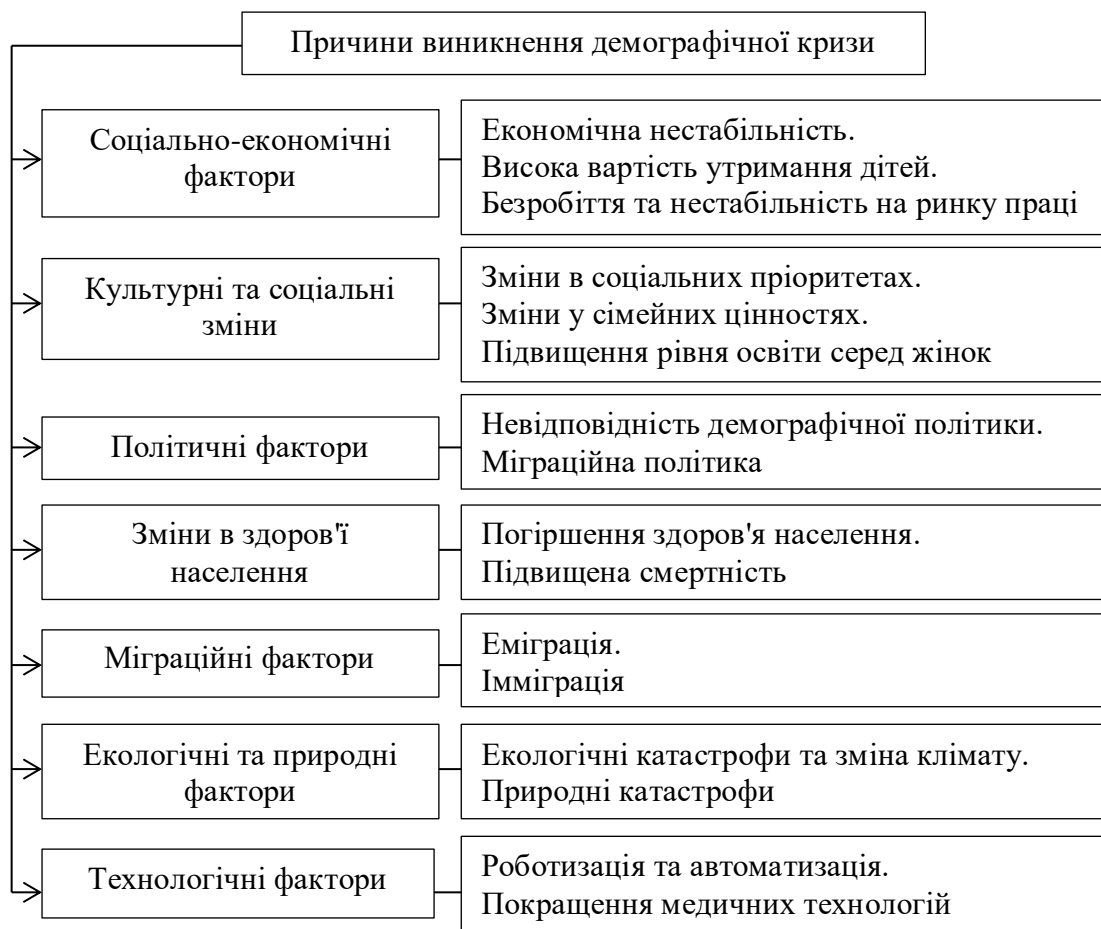 Причини виникнення демографічної кризи
Соціально-економічні
фактори
Економічна нестабільність.
Висока вартість утримання дітей.
Безробіття та нестабільність на ринку праці
Культурні та соціальні
зміни
Зміни в соціальних пріоритетах.
Зміни у сімейних цінностях.
Підвищення рівня освіти серед жінок
Політичні фактори
Невідповідність демографічної політики.
Міграційна політика
Зміни в здоров'ї
населення
Погіршення здоров'я населення.
Підвищена смертність
Міграційні фактори
Еміграція.
Імміграція
Екологічні та природні
фактори
Екологічні катастрофи та зміна клімату.
Природні катастрофи
Технологічні фактори
Роботизація та автоматизація.
Покращення медичних технологій